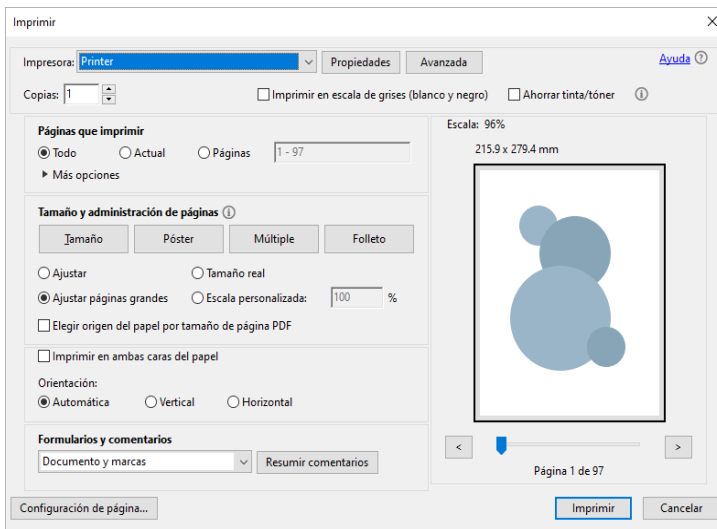 Imprimir
Impresora: Printer Propiedades Avanzada Ayuda
Copias: 1 Imprimir en escala de grises (blanco y negro) Ahorrar tinta/tóner
Páginas que imprimir
Todo Actual Páginas 1 - 97
Más opciones
Escala: 96%
215.9 x 279.4 mm
Tamaño y administración de páginas
Tamaño Póster Múltiple Folleto
Ajustar Tamaño real
Ajustar páginas grandes Escala personalizada: 100 %
Elegir origen del papel por tamaño de página PDF
Imprimir en ambas caras del papel
Orientación:
Automática Vertical Horizontal
Formularios y comentarios
Documento y marcas Resumir comentarios
< >
Página 1 de 97
Configuración de página... Imprimir Cancelar